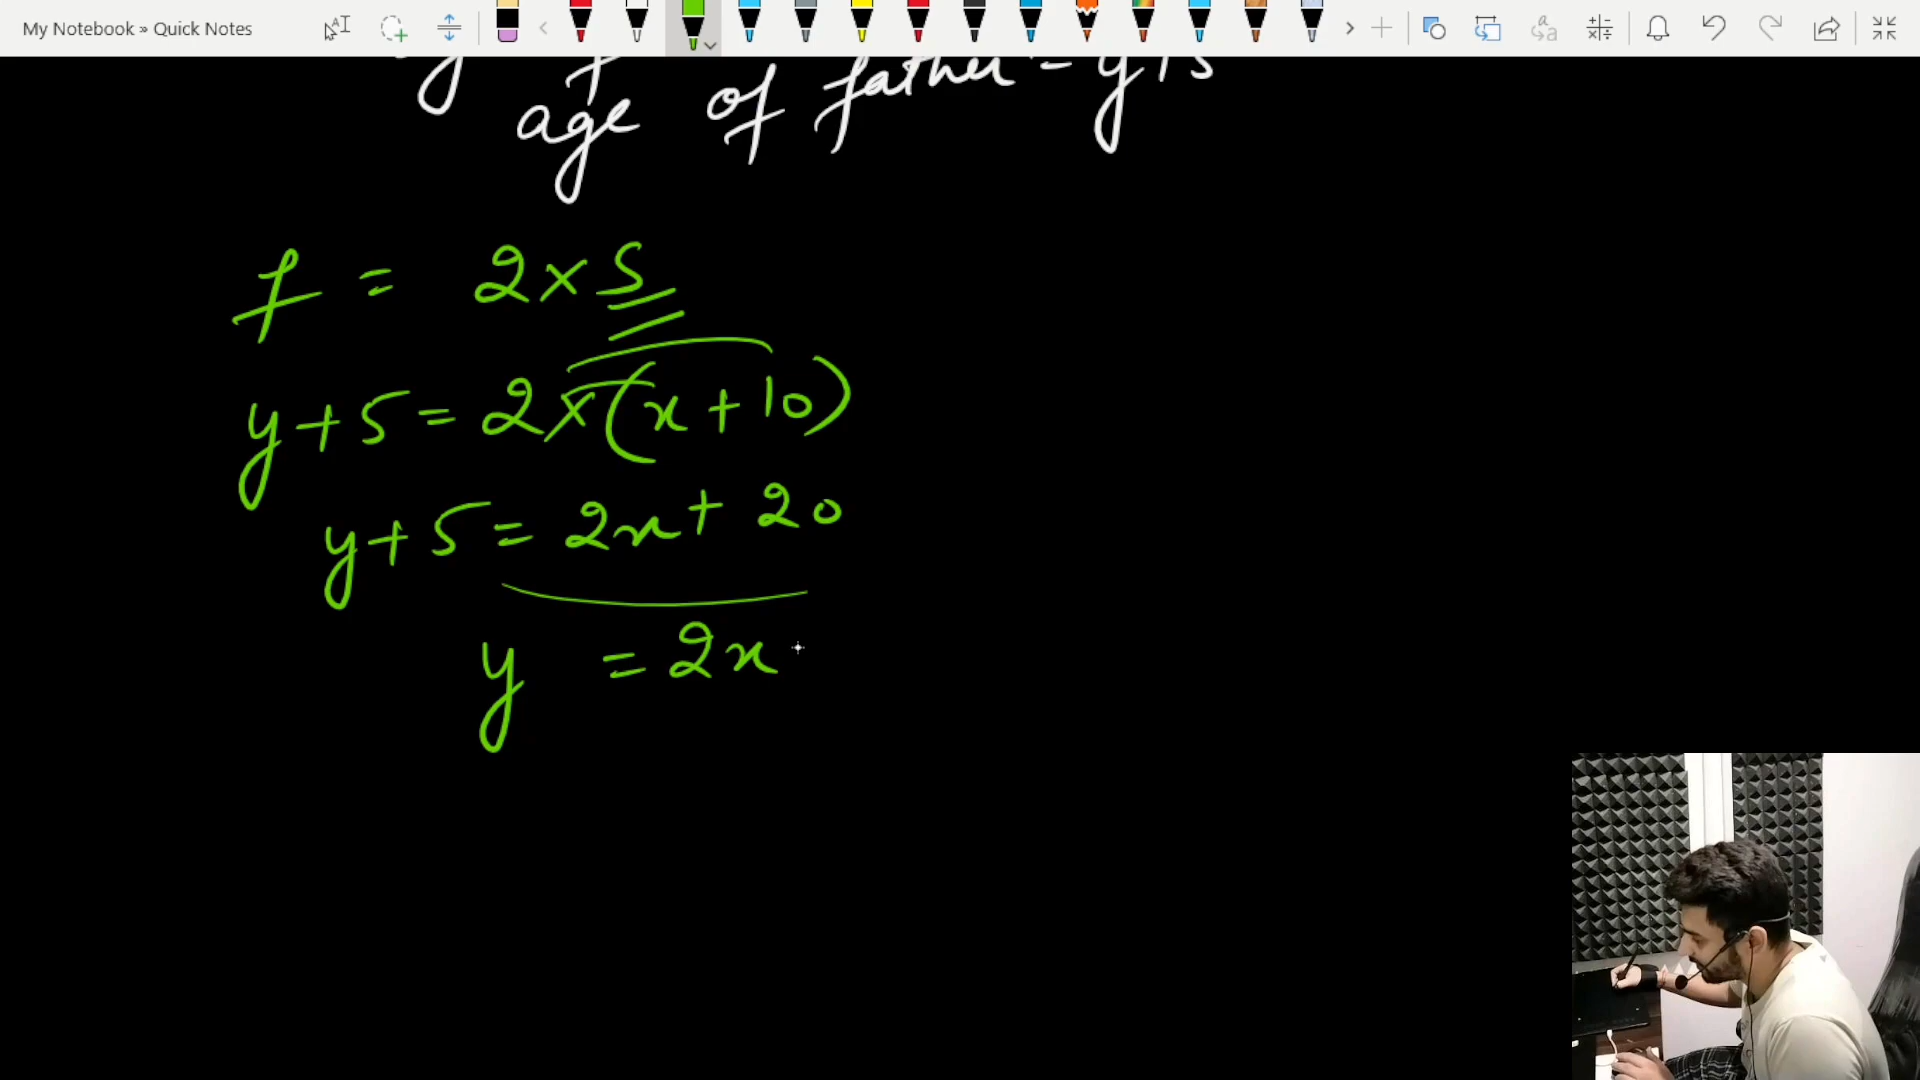 My Notebook » Quick Notes
age of father = y+5
f = 2×S
y+5=2×(x+10)
y+5=2x+20
y =2x